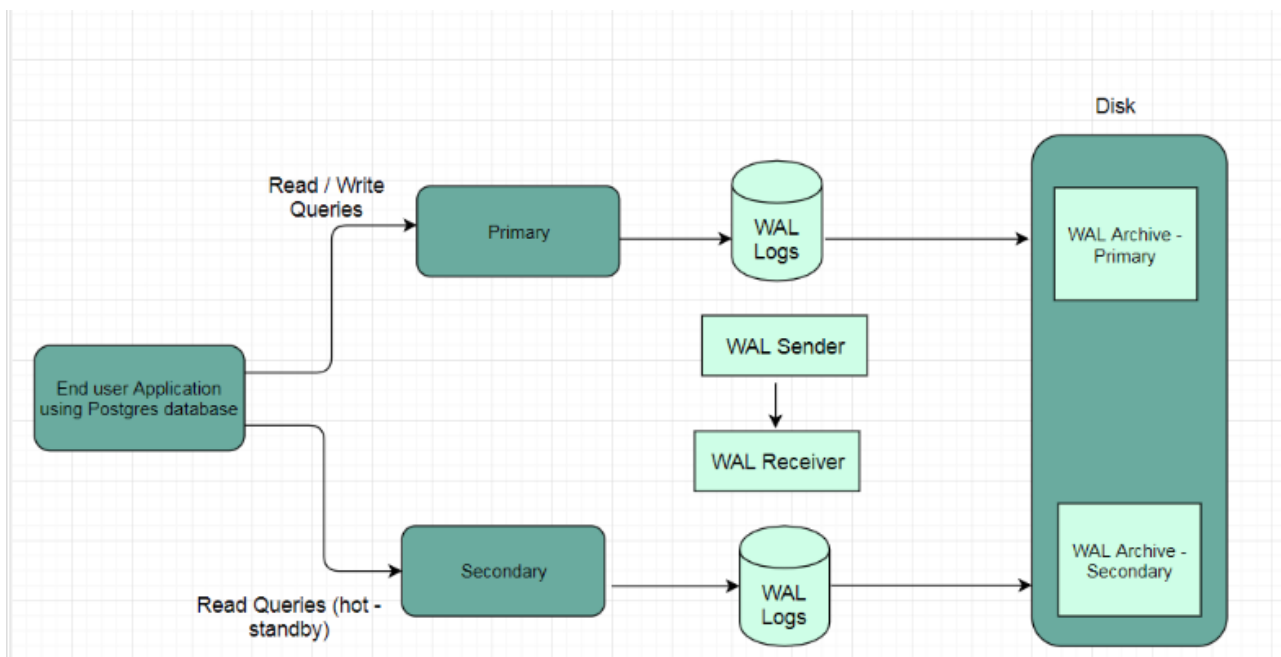 Disk
Read / Write
Queries
Primary
WAL
Logs
WAL Archive -
Primary
WAL Sender
End user Application
using Postgres database
WAL Receiver
Secondary
WAL
Logs
WAL Archive -
Secondary
Read Queries (hot -
standby)